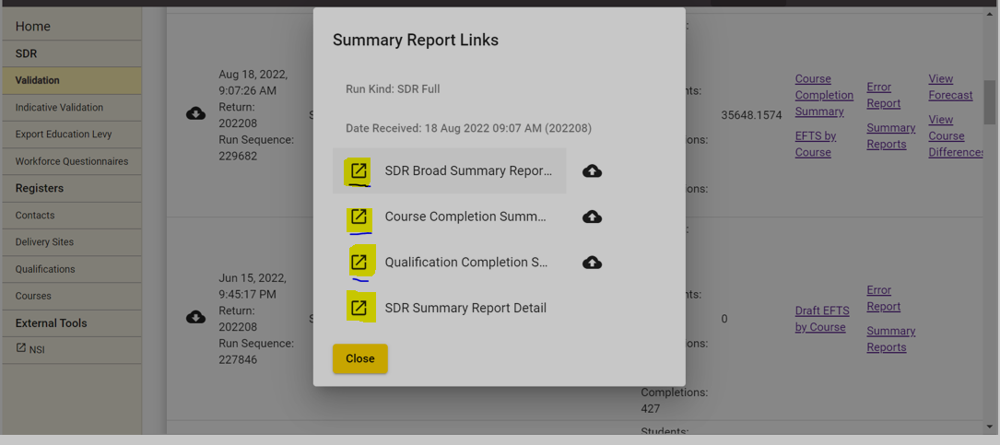 Home
SDR
Validation
Indicative Validation
Export Education Levy
Workforce Questionnaires
Registers
Contacts
Delivery Sites
Qualifications
Courses
External Tools
NSI
Aug 18, 2022,
9:07:26 AM
Return:
202208
Run Sequence:
229682
S
Jun 15, 2022,
9:45:17 PM
Return:
202208
Run Sequence:
227846
S
Summary Report Links
Run Kind: SDR Full
Date Received: 18 Aug 2022 09:07 AM (202208)
SDR Broad Summary Repor...
Course Completion Summ...
Qualification Completion S...
SDR Summary Report Detail
Close
:
nts:
ions:
ons:
35648.1574
Course
Completion
Summary
EFTS by
Course
Error
Report
Summary
Reports
View
Forecast
View
Course
Differences
:
nts:
ions:
0
Draft EFTS
by Course
Error
Report
Summary
Reports
Completions:
427
Students: